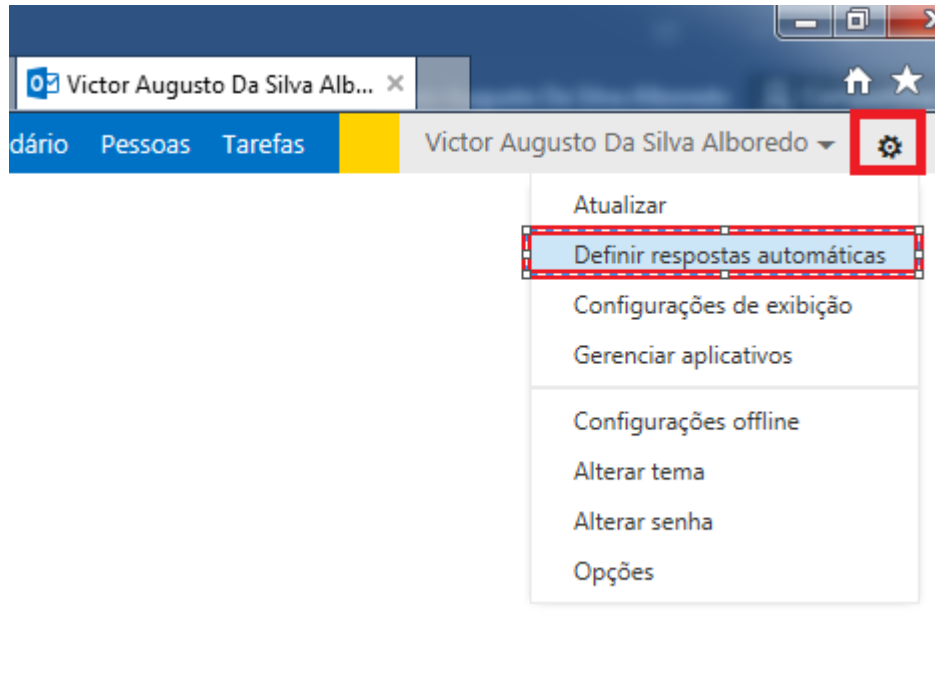 Victor Augusto Da Silva Alb...
dário Pessoas Tarefas Victor Augusto Da Silva Alboredo
Atualizar
Definir respostas automáticas
Configurações de exibição
Gerenciar aplicativos
Configurações offline
Alterar tema
Alterar senha
Opções